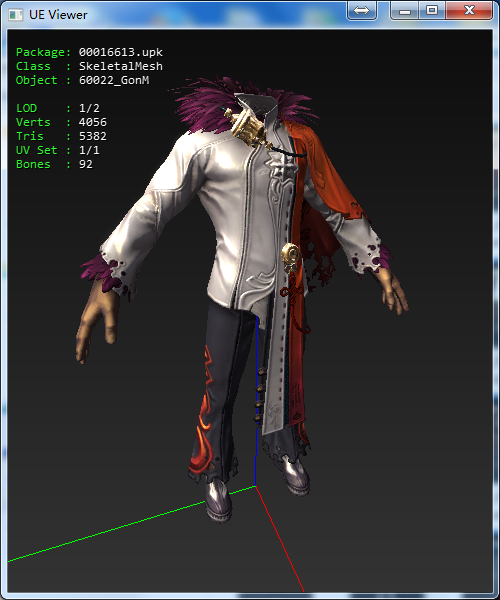 UE Viewer
Package: 00016613.upk
Class  : SkeletalMesh
Object : 60022_GonM
LOD    : 1/2
Verts  : 4056
Tris   : 5382
UV Set : 1/1
Bones  : 92